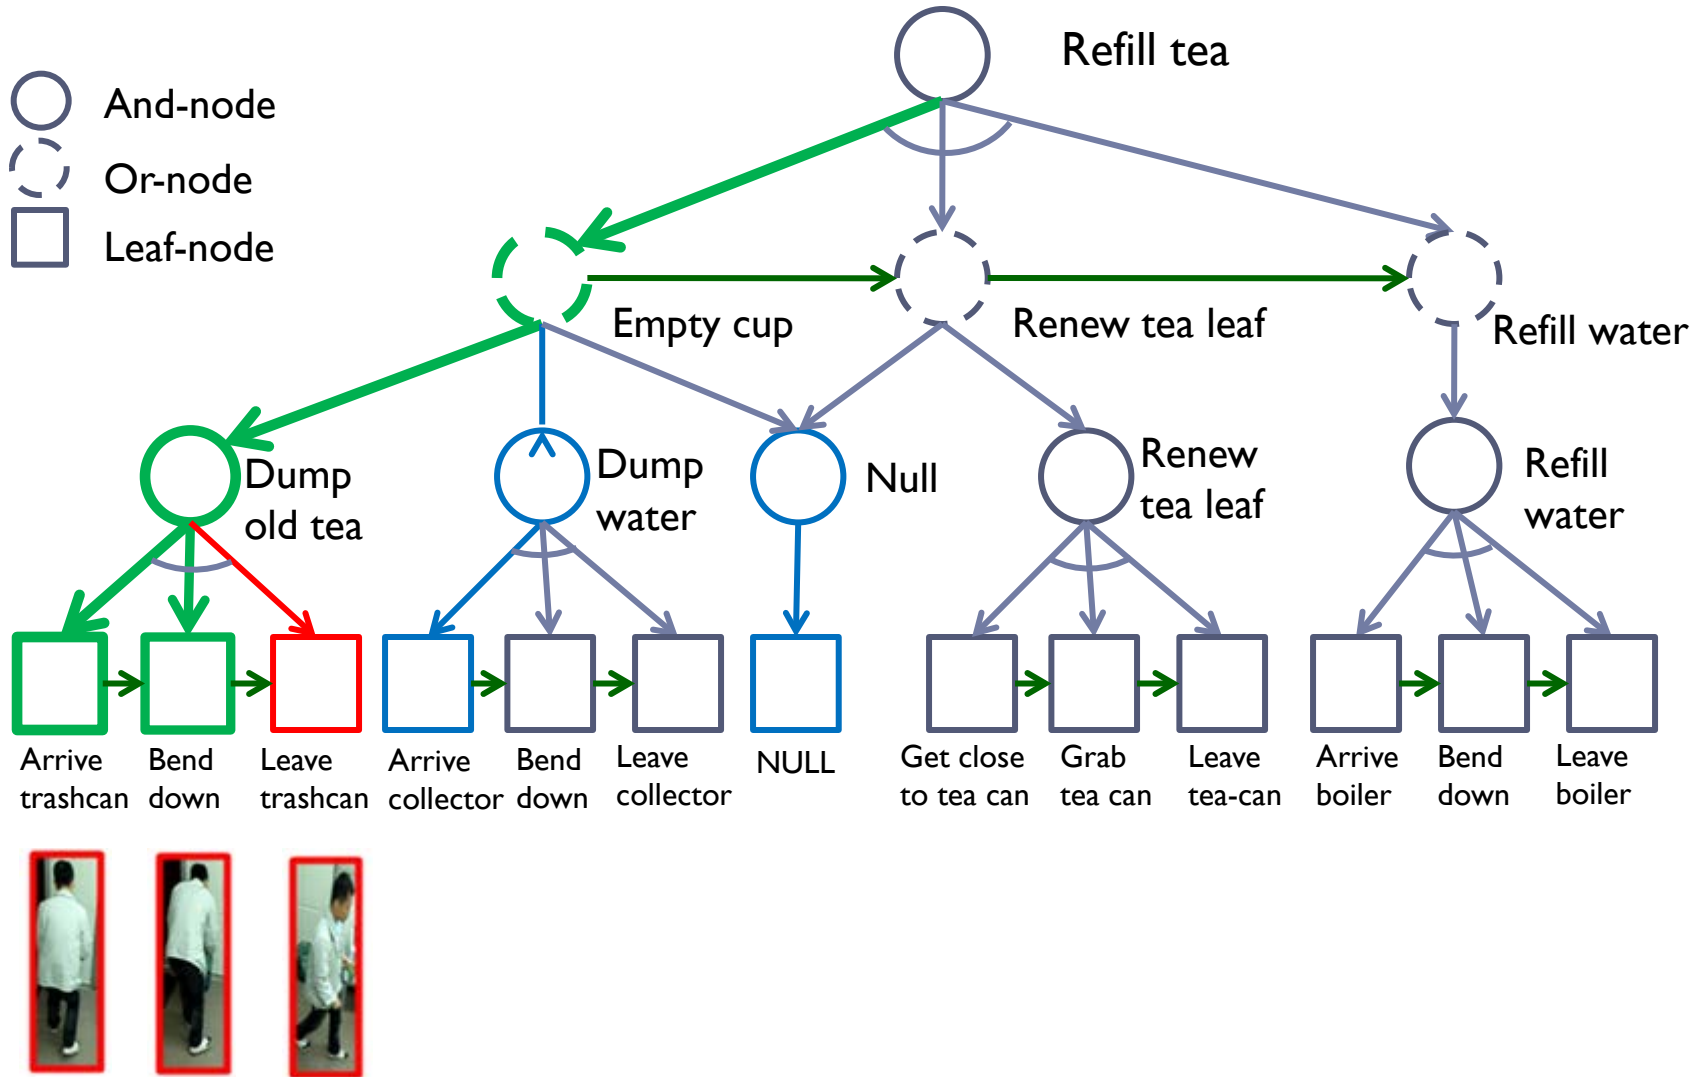 Refill tea
And-node
Or-node
Leaf-node
Empty cup
Renew tea leaf
Refill water
Dump
old tea
Dump
water
Null
Renew
tea leaf
Refill
water
Arrive
trashcan
Bend
down
Leave
trashcan
Arrive
collector
Bend
down
Leave
collector
NULL
Get close
to tea can
Grab
tea can
Leave
tea-can
Arrive
boiler
Bend
down
Leave
boiler